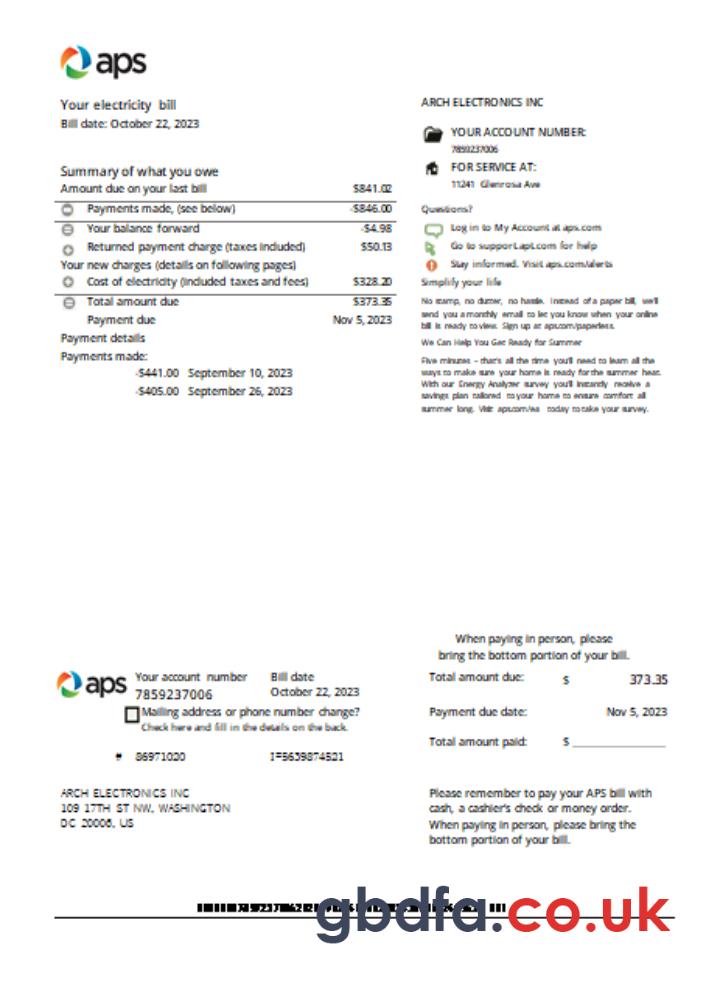 aps
Your electricity bill
Bill date: October 22, 2023
Summary of what you owe
Amount due on your last bill $841.02
Payments made, (see below) -$846.00
Your balance forward -$4.98
Returned payment charge (taxes included) $50.13
Your new charges (details on following pages)
Cost of electricity (included taxes and fees) $328.20
Total amount due $373.35
Payment due Nov 5, 2023
Payment details
Payments made:
-$441.00 September 10, 2023
-$405.00 September 26, 2023
ARCH ELECTRONICS INC
YOUR ACCOUNT NUMBER:
7859237006
FOR SERVICE AT:
11241 Glenrosa Ave
Questions?
Log in to My Account at aps.com
Go to support.apt.com for help
Stay informed. Visit aps.com/alerts
Simplify your life
No stamp, no clutter, no hassle. Instead of a paper bill, we'll
send you a monthly email to let you know when your online
bill is ready to view. Sign up at aps.com/paperless.
We Can Help You Get Ready for Summer
Five minutes – that's all the time you'll need to learn all the
ways to make sure your home is ready for the summer heat.
With our Energy Analyzer survey you'll instantly receive a
savings plan tailored to your home to ensure comfort all
summer long. Visit aps.com/ea today to take your survey.
When paying in person, please
bring the bottom portion of your bill.
aps
Your account number Bill date
7859237006 October 22, 2023
Mailing address or phone number change?
Check here and fill in the details on the back.
# 86971020 I=5639874521
Total amount due: $ 373.35
Payment due date: Nov 5, 2023
Total amount paid: $
ARCH ELECTRONICS INC
109 17TH ST NW, WASHINGTON
DC 20006, US
Please remember to pay your APS bill with
cash, a cashier's check or money order.
When paying in person, please bring the
bottom portion of your bill.
gbdfa.co.uk